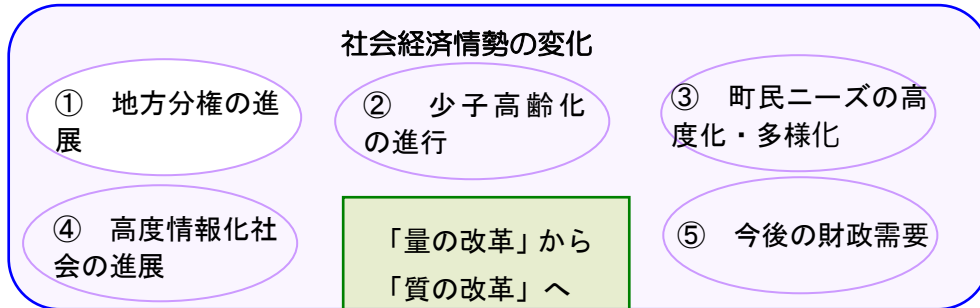 社会経済情勢の変化
① 地方分権の進
展
② 少子高齢化
の進行
③ 町民ニーズの高
度化・多様化
④ 高度情報化社
会の進展
「量の改革」から
「質の改革」へ
⑤ 今後の財政需要